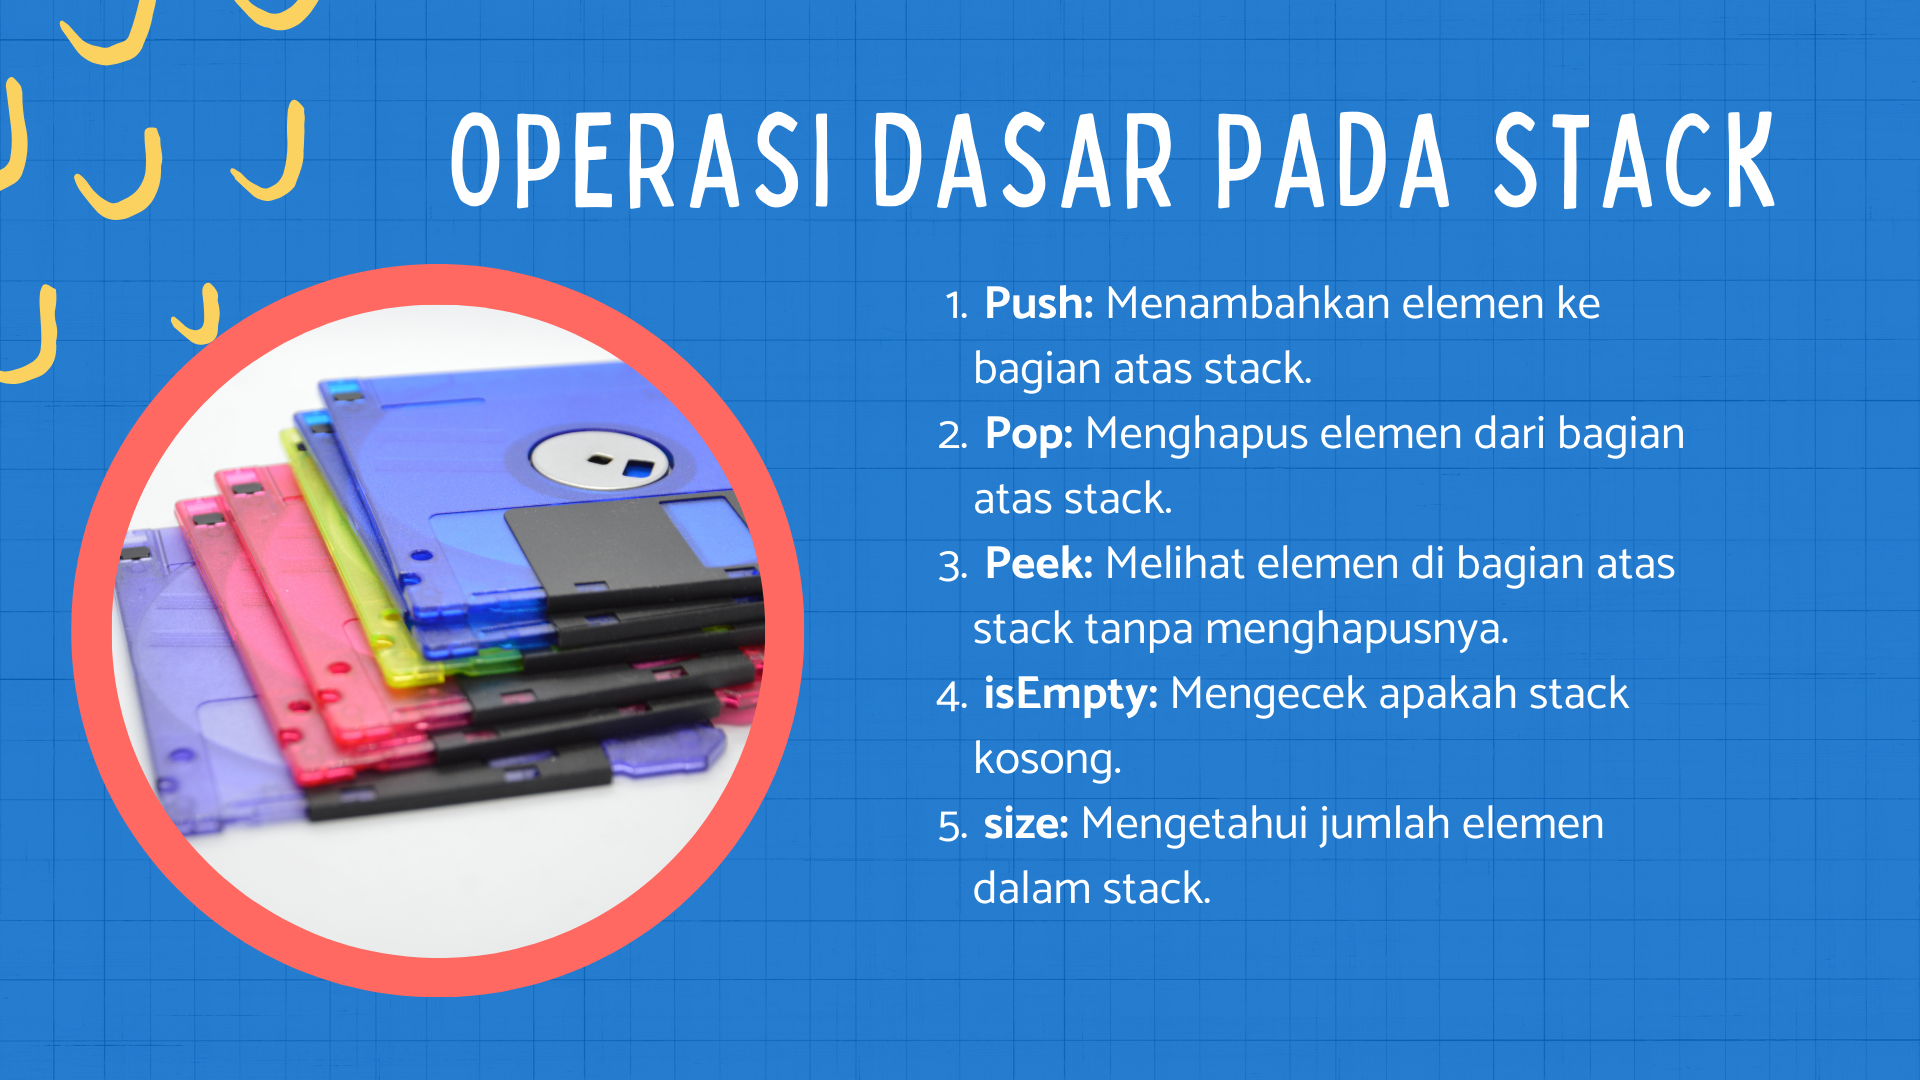 OPERASI DASAR PADA STACK
1. Push: Menambahkan elemen ke
bagian atas stack.
2. Pop: Menghapus elemen dari bagian
atas stack.
3. Peek: Melihat elemen di bagian atas
stack tanpa menghapusnya.
4. isEmpty: Mengecek apakah stack
kosong.
5. size: Mengetahui jumlah elemen
dalam stack.